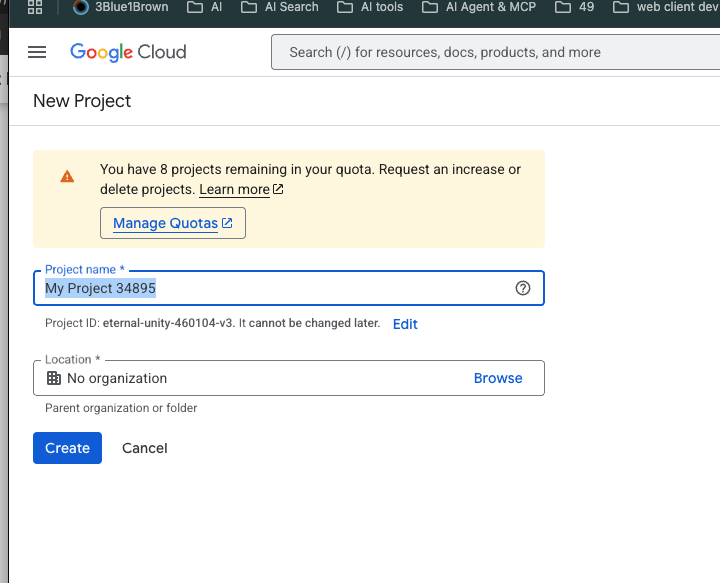 3Blue1Brown AI AI Search AI tools AI Agent & MCP 49 web client dev
Google Cloud
Search (/) for resources, docs, products, and more
New Project
You have 8 projects remaining in your quota. Request an increase or
delete projects. Learn more
Manage Quotas
Project name *
My Project 34895
Project ID: eternal-unity-460104-v3. It cannot be changed later. Edit
Location *
No organization Browse
Parent organization or folder
Create Cancel